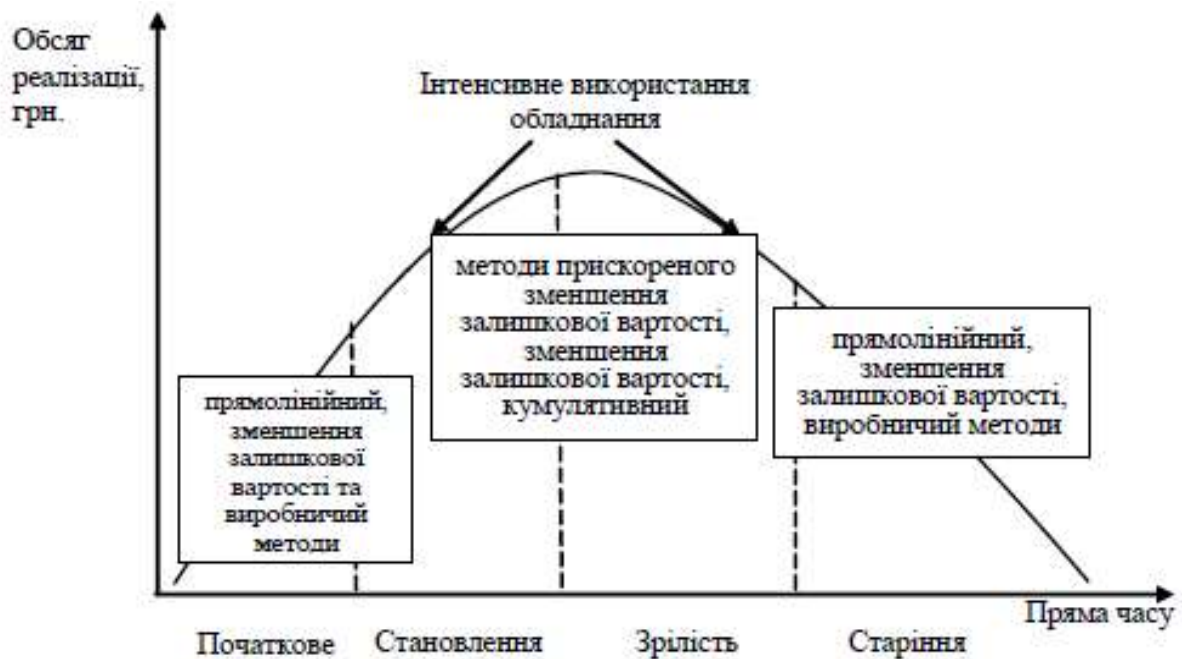 Обсяг
реалізації,
грн.
Інтенсивне використання
обладнання
методи прискореного
зменшення
залишкової вартості,
зменшення
залишкової вартості,
кумулятивний
прямолінійний,
зменшення
залишкової вартості,
виробничий методи
прямолінійний,
зменшення
залишкової
вартості та
виробничий
методи
Пряма часу
Початкове
Становлення
Зрілість
Старіння